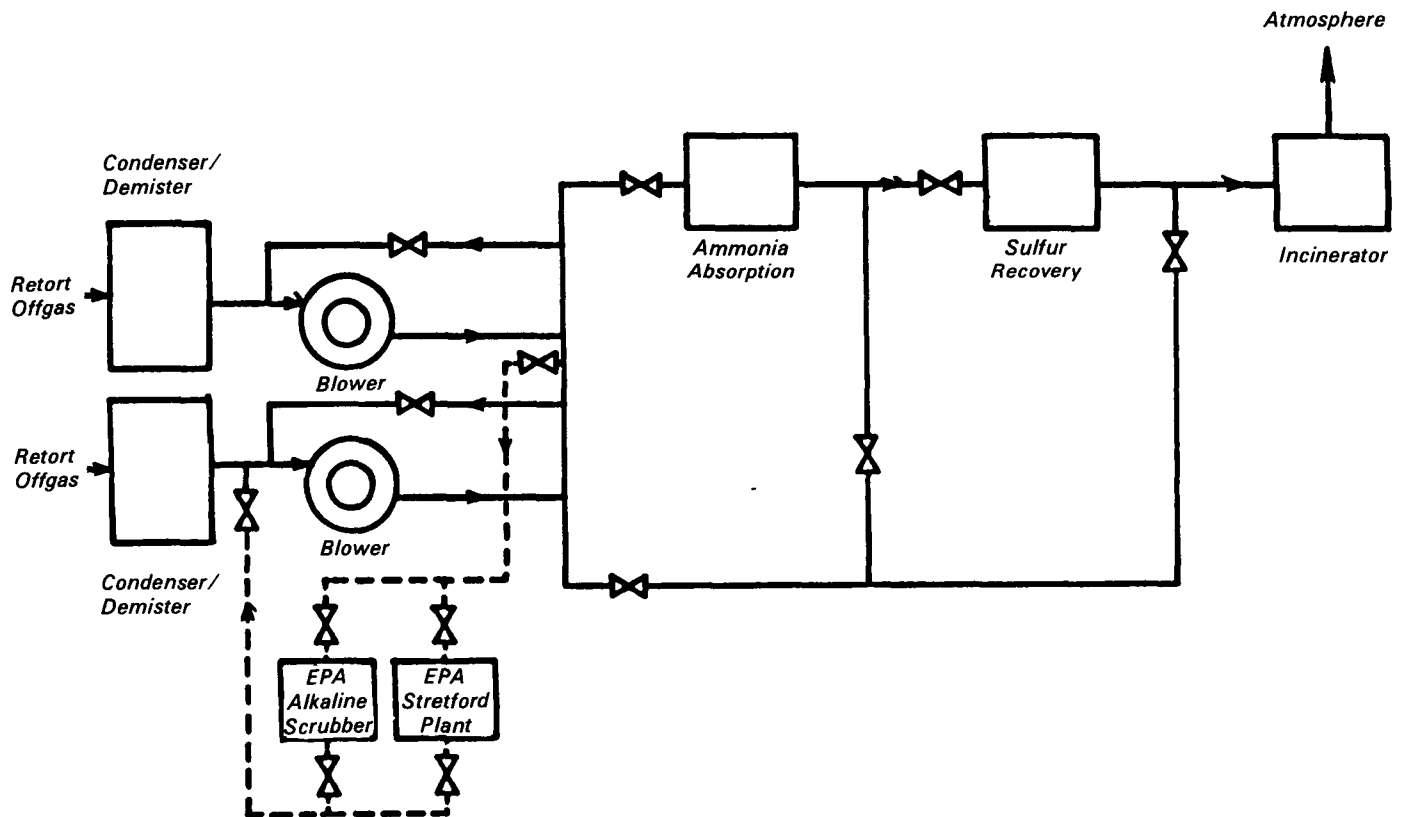 Atmosphere
Condenser/
Demister
Ammonia
Absorption
Sulfur
Recovery
Incinerator
Retort
Offgas
Blower
Retort
Offgas
Blower
Condenser/
Demister
EPA
Alkaline
Scrubber
EPA
Stretford
Plant